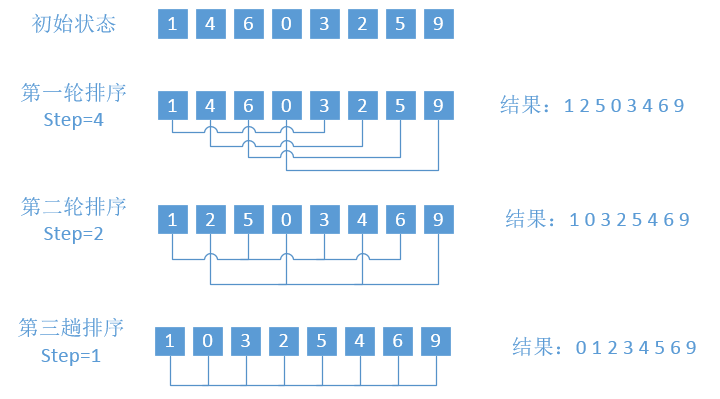 初始状态 1 4 6 0 3 2 5 9
第一轮排序
Step=4
1 4 6 0 3 2 5 9
结果：1 2 5 0 3 4 6 9
第二轮排序
Step=2
1 2 5 0 3 4 6 9
结果：1 0 3 2 5 4 6 9
第三趟排序
Step=1
1 0 3 2 5 4 6 9
结果：0 1 2 3 4 5 6 9